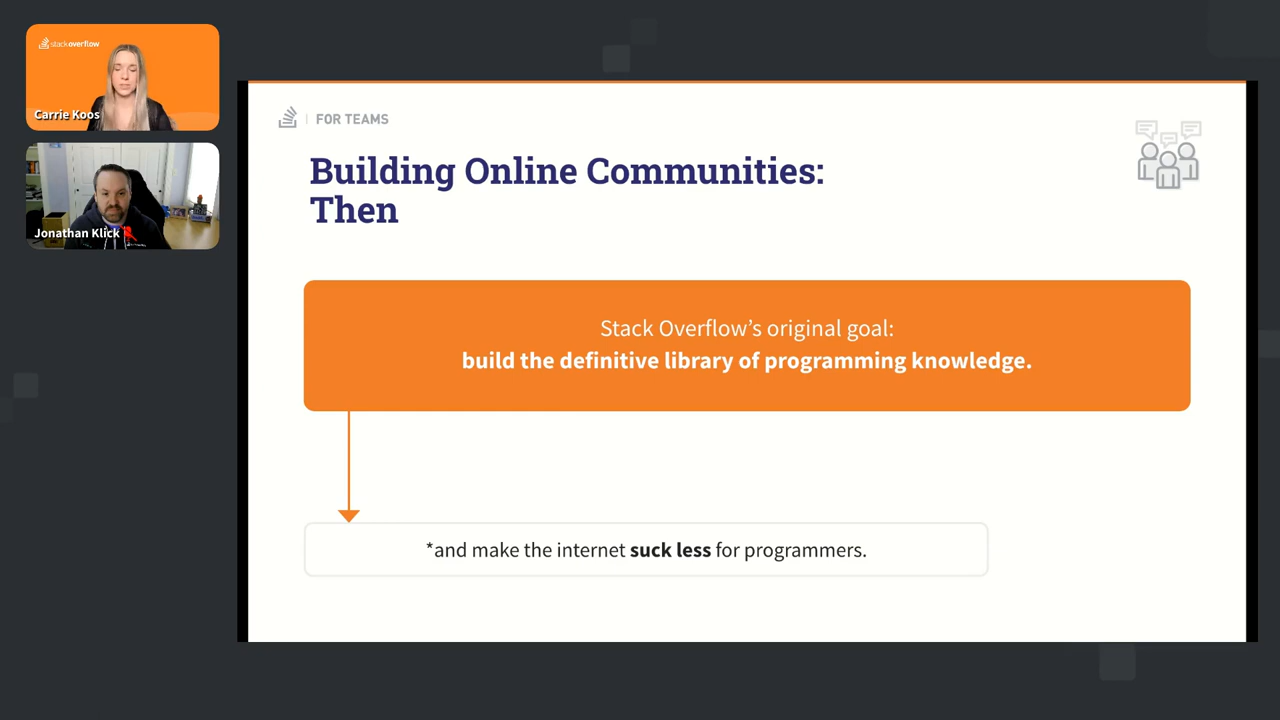 stackoverflow
Carrie Koos
Jonathan Klick
FOR TEAMS
Building Online Communities:
Then
Stack Overflow’s original goal:
build the definitive library of programming knowledge.
*and make the internet suck less for programmers.